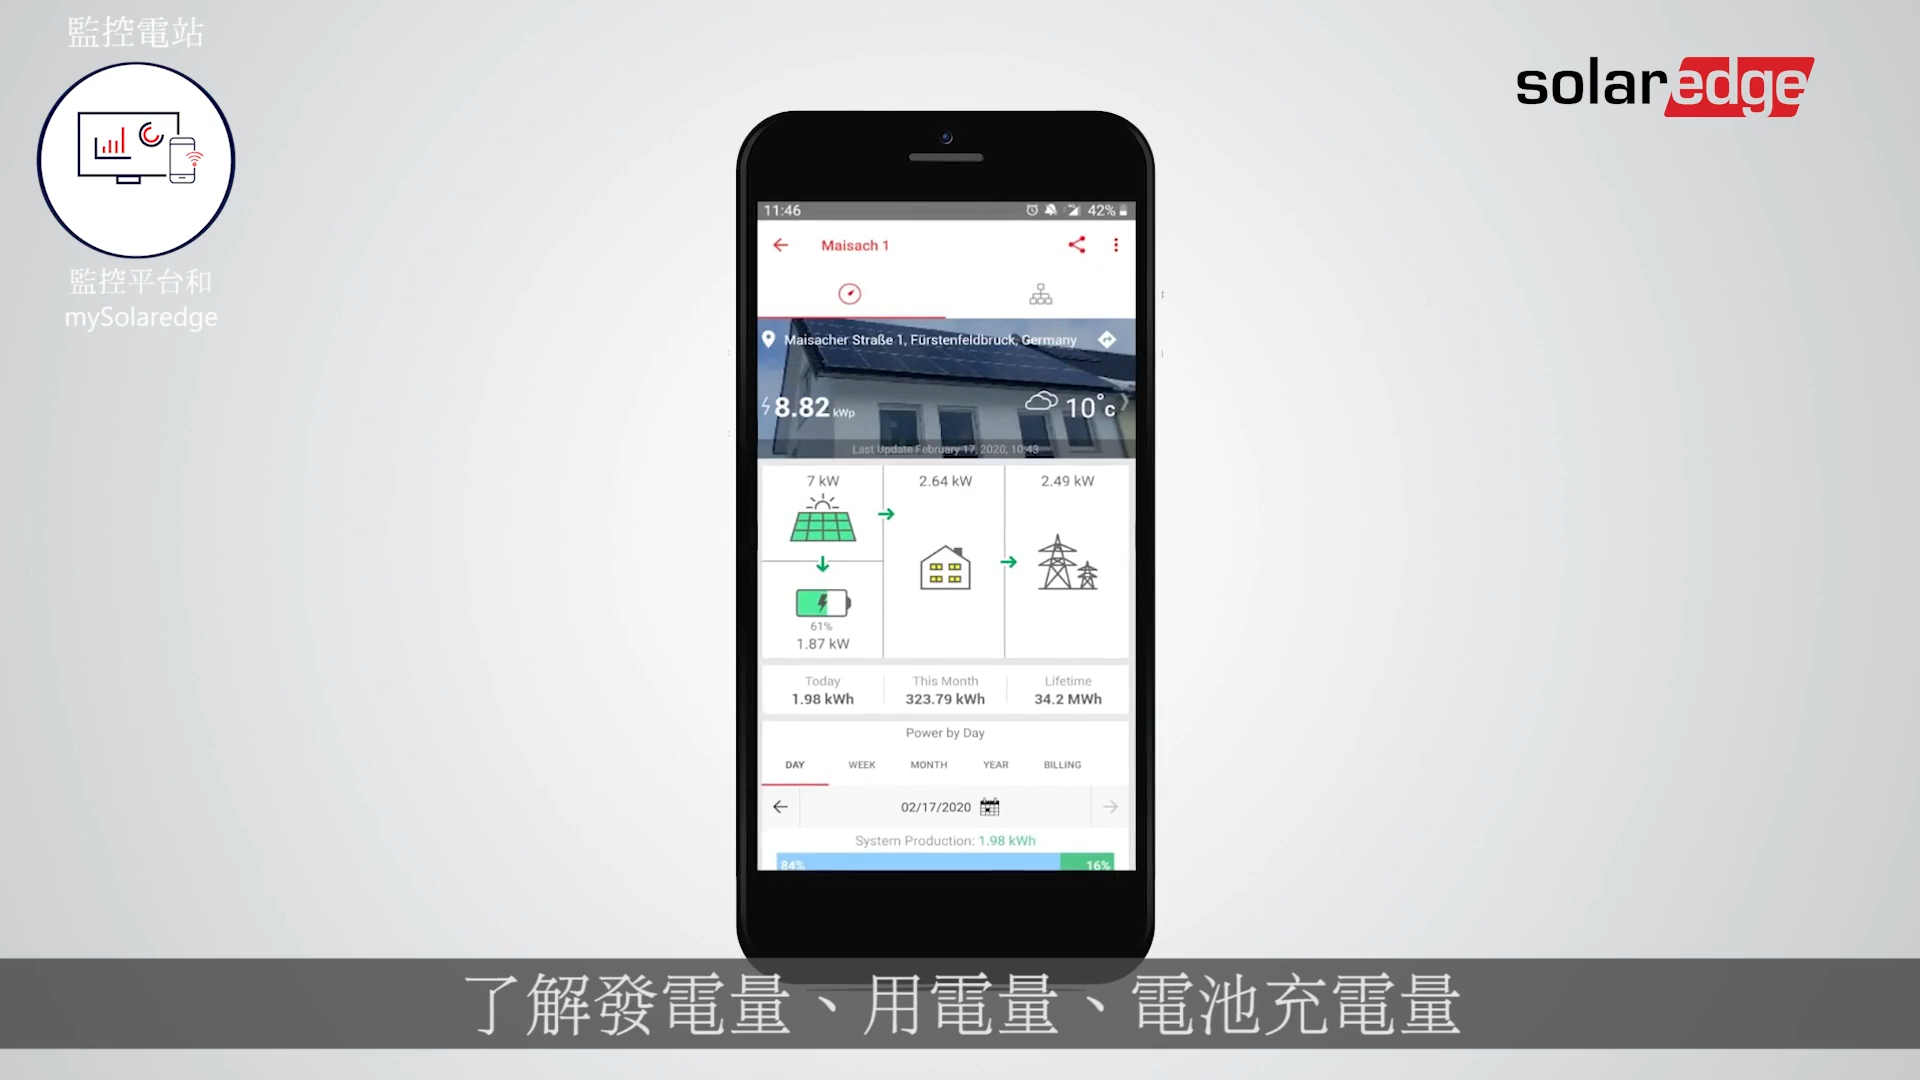 監控電站
監控平台和
mySolaredge
solaredge
11:46
42%
Maisach 1
Maisacher Straße 1, Fürstenfeldbruck, Germany
8.82 kWp
10°c
Last Update February 17, 2020, 10:43
7 kW
2.64 kW
2.49 kW
61%
1.87 kW
Today
This Month
Lifetime
1.98 kWh
323.79 kWh
34.2 MWh
Power by Day
DAY
WEEK
MONTH
YEAR
BILLING
02/17/2020
System Production: 1.98 kWh
84%
16%
了解發電量、用電量、電池充電量